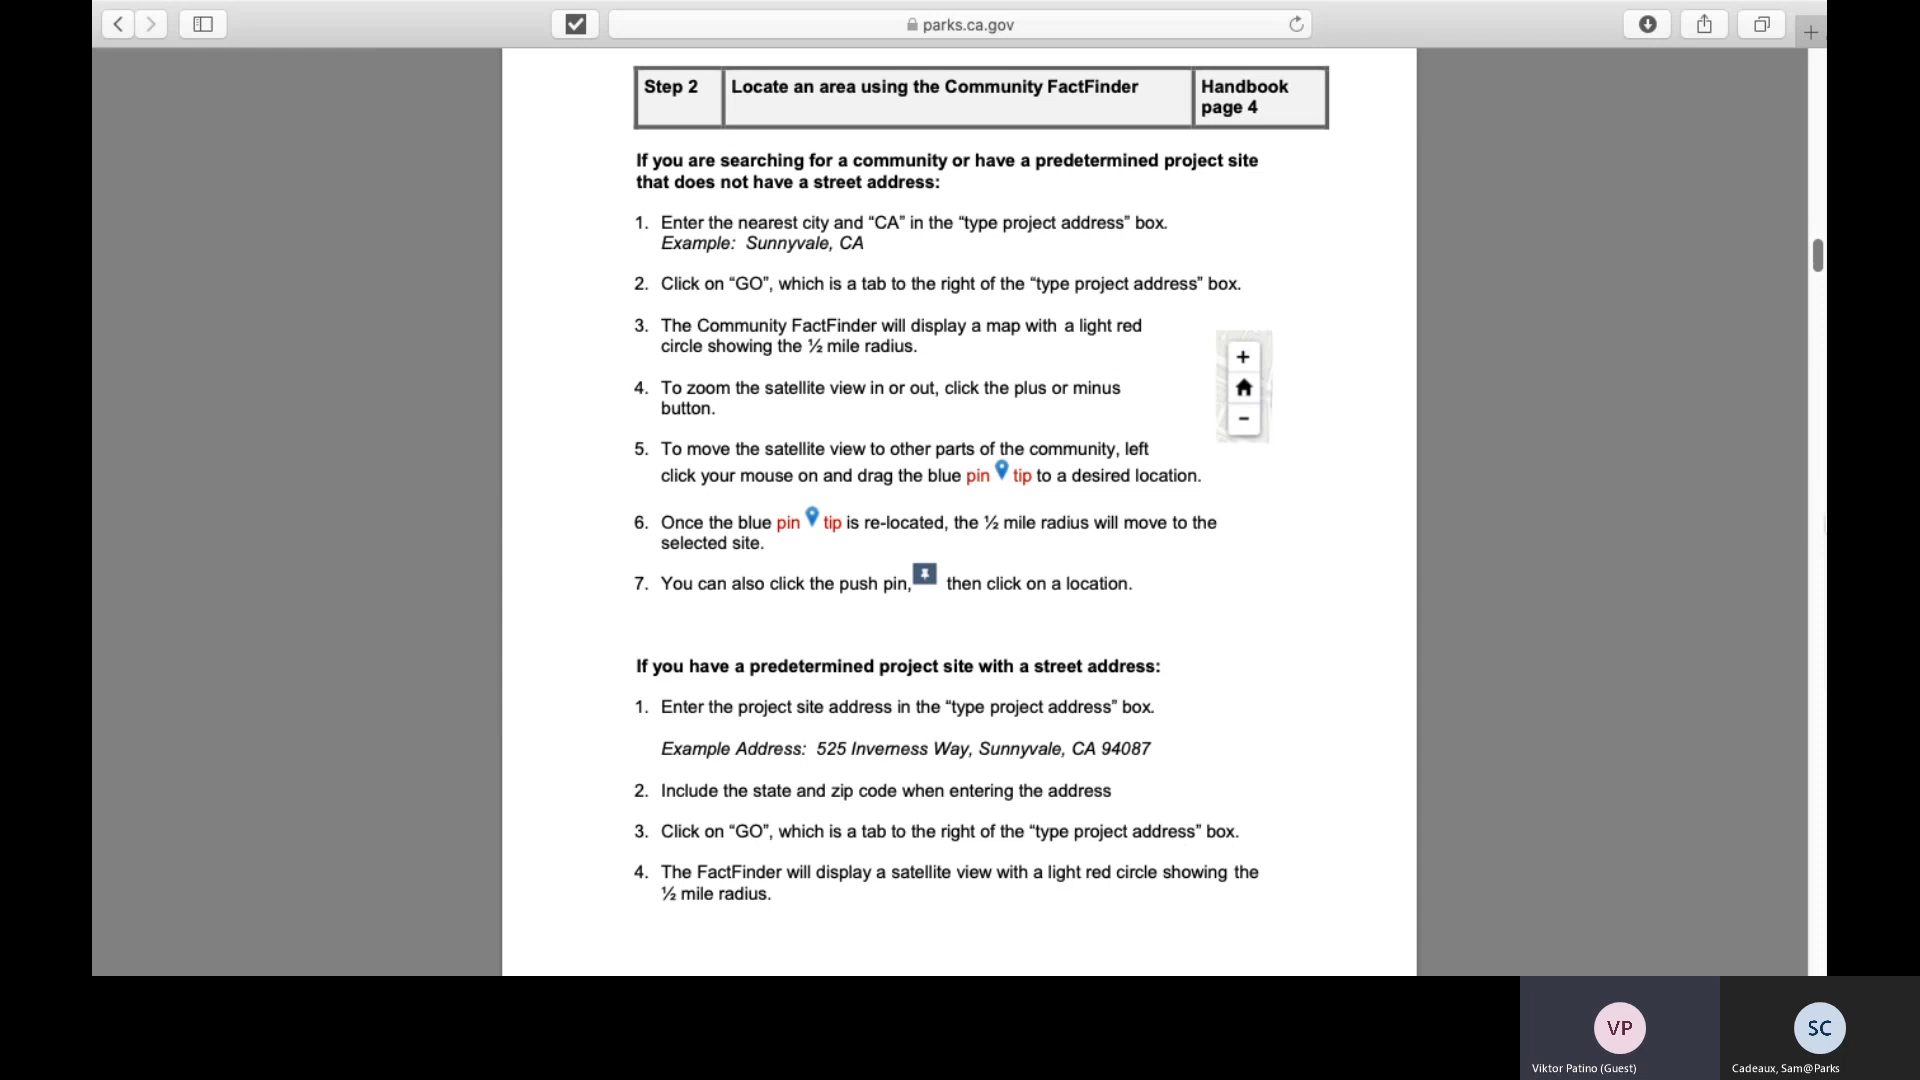 parks.ca.gov
Step 2
Locate an area using the Community FactFinder
Handbook
page 4
If you are searching for a community or have a predetermined project site
that does not have a street address:
1. Enter the nearest city and “CA” in the “type project address” box.
Example: Sunnyvale, CA
2. Click on “GO”, which is a tab to the right of the “type project address” box.
3. The Community FactFinder will display a map with a light red
circle showing the ½ mile radius.
4. To zoom the satellite view in or out, click the plus or minus
button.
5. To move the satellite view to other parts of the community, left
click your mouse on and drag the blue pin tip to a desired location.
6. Once the blue pin tip is re-located, the ½ mile radius will move to the
selected site.
7. You can also click the push pin, then click on a location.
If you have a predetermined project site with a street address:
1. Enter the project site address in the “type project address” box.
Example Address: 525 Inverness Way, Sunnyvale, CA 94087
2. Include the state and zip code when entering the address
3. Click on “GO”, which is a tab to the right of the “type project address” box.
4. The FactFinder will display a satellite view with a light red circle showing the
½ mile radius.
VP
SC
Viktor Patino (Guest)
Cadeaux, Sam@Parks